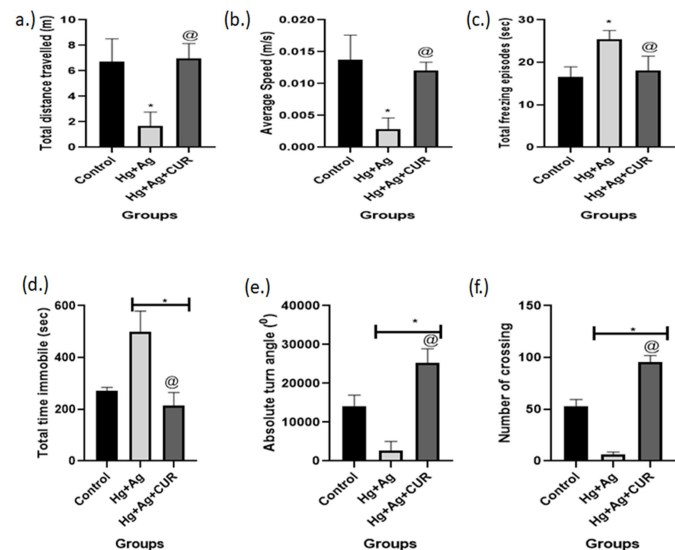 a.)
Total distance travelled (m)
10
8
6
4
2
0
*
@
Control
Hg+Ag
Hg+Ag+CUR
Groups
b.)
Average Speed (m/s)
0.020
0.015
0.010
0.005
0.000
*
@
Control
Hg+Ag
Hg+Ag+CUR
Groups
c.)
Total freezing episodes (sec)
30
20
10
0
*
@
Control
Hg+Ag
Hg+Ag+CUR
Groups
(d.)
Total time immobile (sec)
600
400
200
0
*
@
Control
Hg+Ag
Hg+Ag+CUR
Groups
(e.)
Absolute turn angle (⁰)
40000
30000
20000
10000
0
*
@
Control
Hg+Ag
Hg+Ag+CUR
Groups
(f.)
Number of crossing
150
100
50
0
*
@
Control
Hg+Ag
Hg+Ag+CUR
Groups